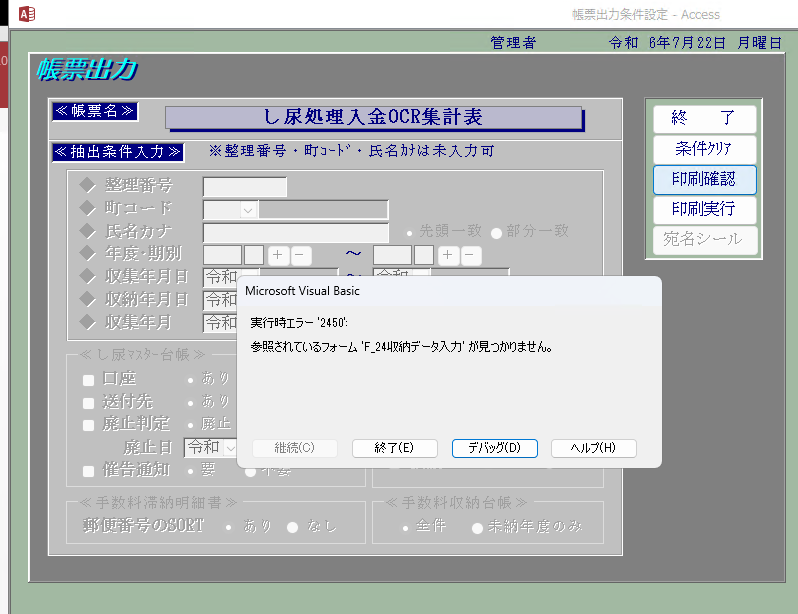 帳票出力条件設定 - Access
管理者 令和 6年7月22日 月曜日
帳票出力
≪帳票名≫
し尿処理入金OCR集計表
≪抽出条件入力≫ ※整理番号・町ｺｰﾄﾞ・氏名ｶﾅは未入力可
終 了
条件ｸﾘｱ
印刷確認
印刷実行
宛名シール
◆ 整理番号
◆ 町コード
◆ 氏名カナ 先頭一致 部分一致
◆ 年度・期別 + - ～ + -
◆ 収集年月日 令和 ～ 令和
◆ 収納年月日 令和
◆ 収集年月 令和
Microsoft Visual Basic
実行時エラー '2450':
参照されているフォーム 'F_24収納データ入力' が見つかりません。
継続(C) 終了(E) デバッグ(D) ヘルプ(H)
≪し尿ﾏｽﾀｰ台帳≫
口座 あり
送付先 あり
廃止判定 廃止
廃止日 令和
催告通知 要 不要
≪手数料滞納明細書≫
郵便番号のSORT あり なし
≪手数料収納台帳≫
全件 未納年度のみ